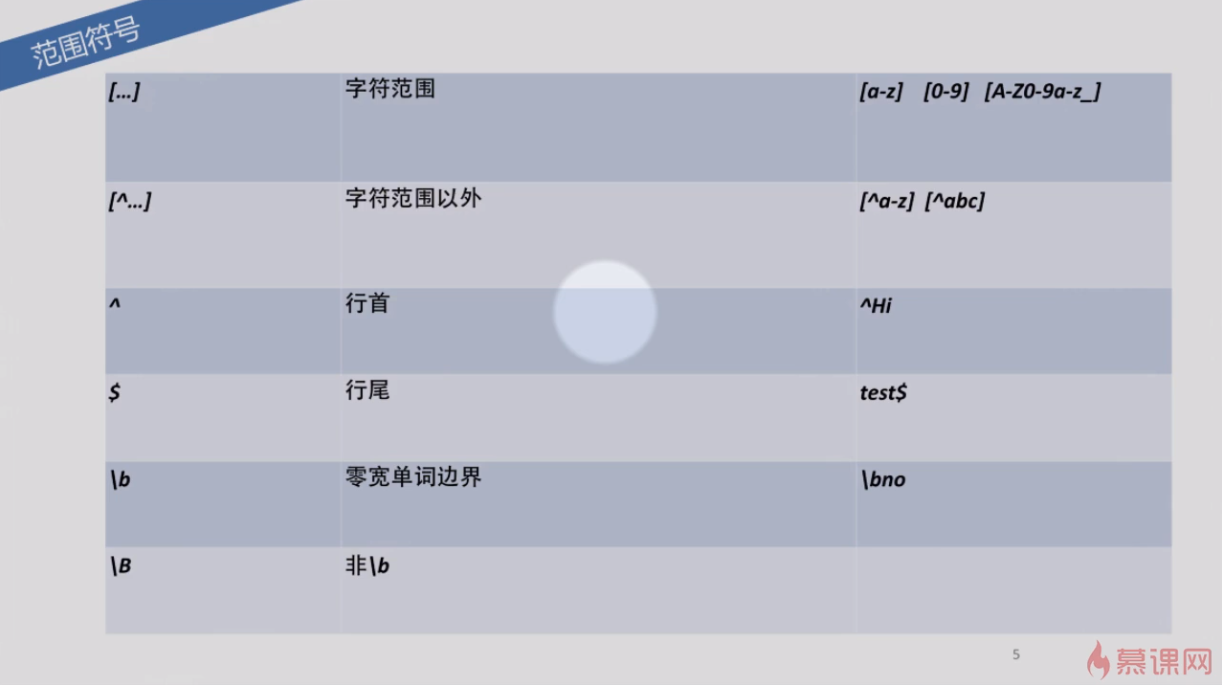 范围符号
[...] 字符范围 [a-z] [0-9] [A-Z0-9a-z_]
[^...] 字符范围以外 [^a-z] [^abc]
^ 行首 ^Hi
$ 行尾 test$
\b 零宽单词边界 \bno
\B 非\b
5
慕课网